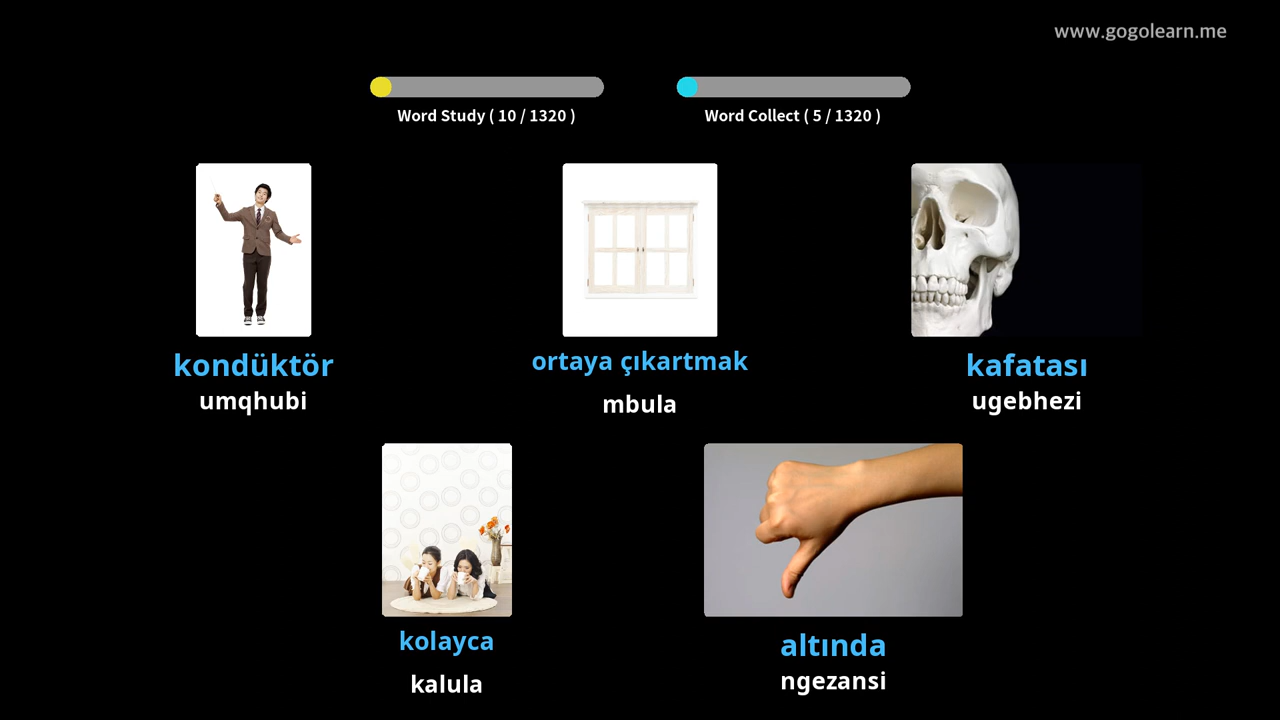 www.gogolearn.me
Word Study ( 10 / 1320 )
Word Collect ( 5 / 1320 )
kondüktör
umqhubi
ortaya çıkartmak
mbula
kafatası
ugebhezi
kolayca
kalula
altında
ngezansi